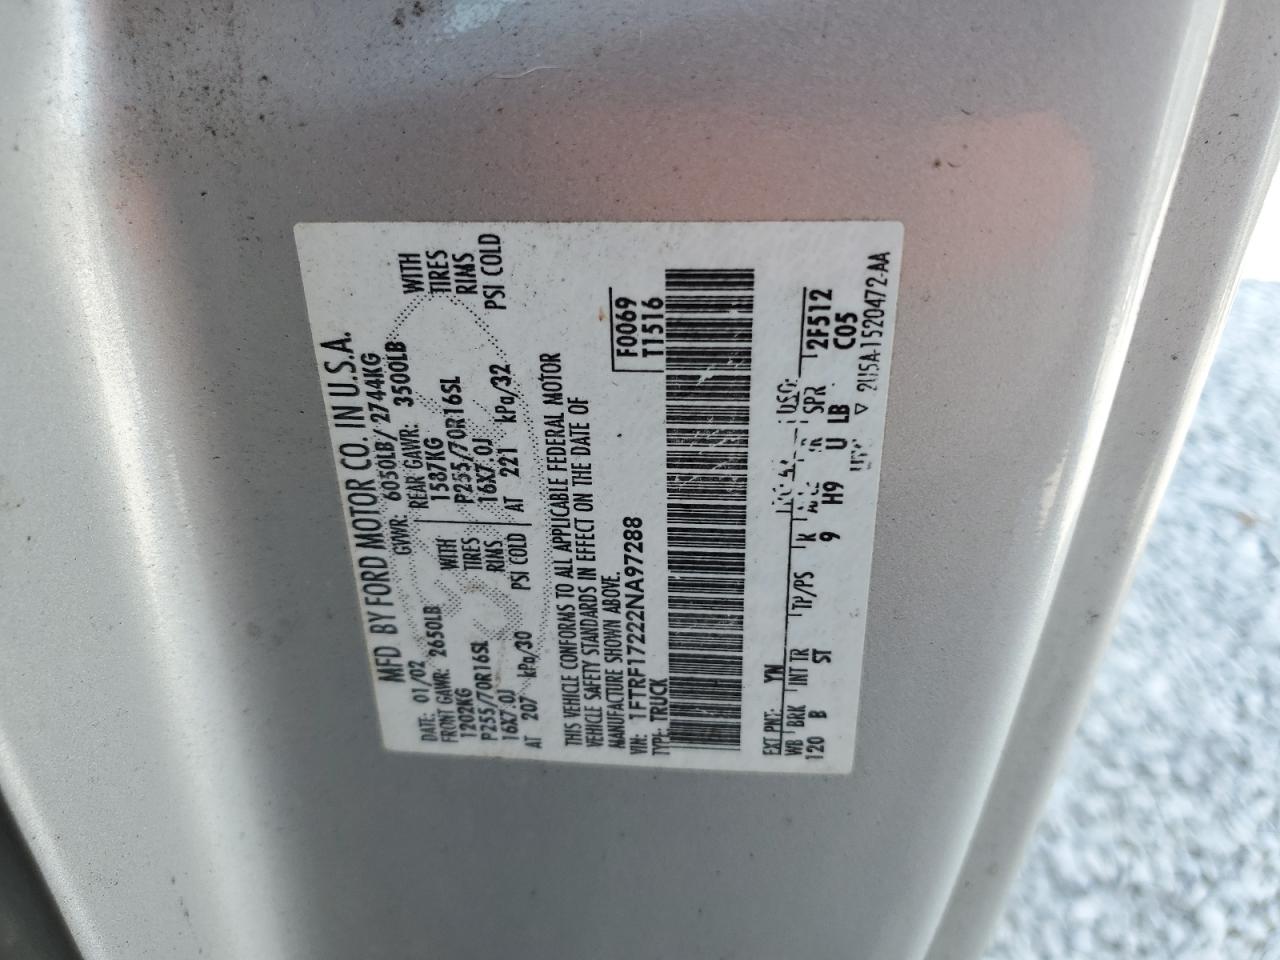 MFD BY FORD MOTOR CO. IN U.S.A.
DATE: 01/02 GVWR: 6050LB/ 2744KG
FRONT GAWR: 2650LB REAR GAWR: 3500LB
1202KG WITH 1587KG WITH
P255/70R16SL TIRES P255/70R16SL TIRES
16X7.0J RIMS 16X7.0J RIMS
AT 207 kPa/30 PSI COLD AT 221 kPa/32 PSI COLD
THIS VEHICLE CONFORMS TO ALL APPLICABLE FEDERAL MOTOR
VEHICLE SAFETY STANDARDS IN EFFECT ON THE DATE OF
MANUFACTURE SHOWN ABOVE.
VIN: 1FTRF17222NA97288 F0069
TYPE: TRUCK T1516
EXT PNT: YN DSO:
WB BRK INT TR TP/PS R SPR 2F512
120 B ST 9 H9 U LB C05
▽ 2U5A-1520472-AA